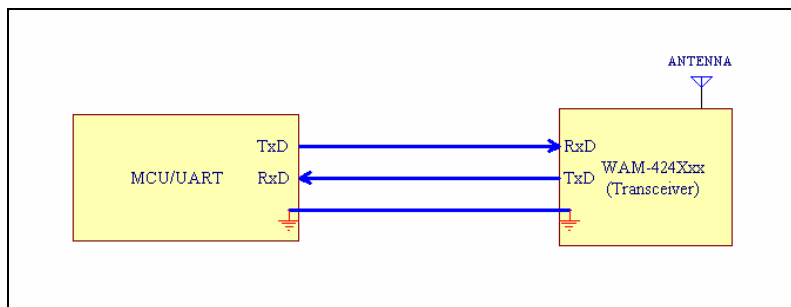 ANTENNA
TxD
RxD
MCU/UART
RxD
TxD
WAM-424Xxx
(Transceiver)